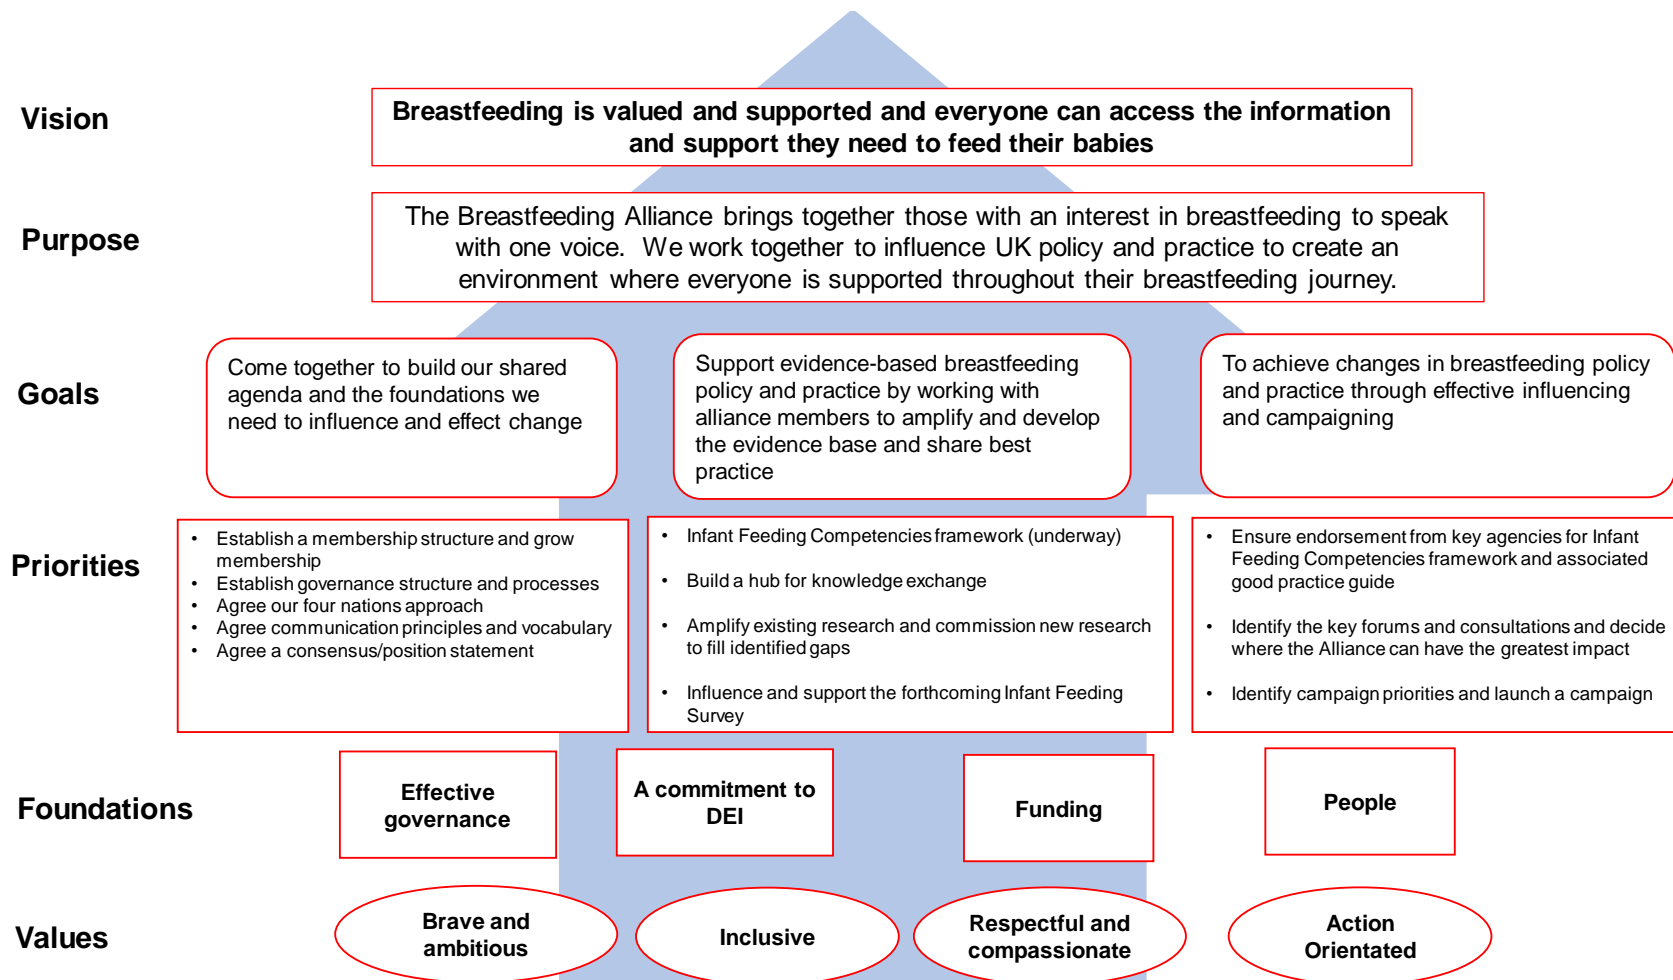 Vision
Breastfeeding is valued and supported and everyone can access the information
and support they need to feed their babies
Purpose
The Breastfeeding Alliance brings together those with an interest in breastfeeding to speak
with one voice. We work together to influence UK policy and practice to create an
environment where everyone is supported throughout their breastfeeding journey.
Goals
Come together to build our shared
agenda and the foundations we
need to influence and effect change
Support evidence-based breastfeeding
policy and practice by working with
alliance members to amplify and develop
the evidence base and share best
practice
To achieve changes in breastfeeding policy
and practice through effective influencing
and campaigning
Priorities
• Establish a membership structure and grow
membership
• Establish governance structure and processes
• Agree our four nations approach
• Agree communication principles and vocabulary
• Agree a consensus/position statement
• Infant Feeding Competencies framework (underway)
• Build a hub for knowledge exchange
• Amplify existing research and commission new research
to fill identified gaps
• Influence and support the forthcoming Infant Feeding
Survey
• Ensure endorsement from key agencies for Infant
Feeding Competencies framework and associated
good practice guide
• Identify the key forums and consultations and decide
where the Alliance can have the greatest impact
• Identify campaign priorities and launch a campaign
Foundations
Effective
governance
A commitment to
DEI
Funding
People
Values
Brave and
ambitious
Inclusive
Respectful and
compassionate
Action
Orientated